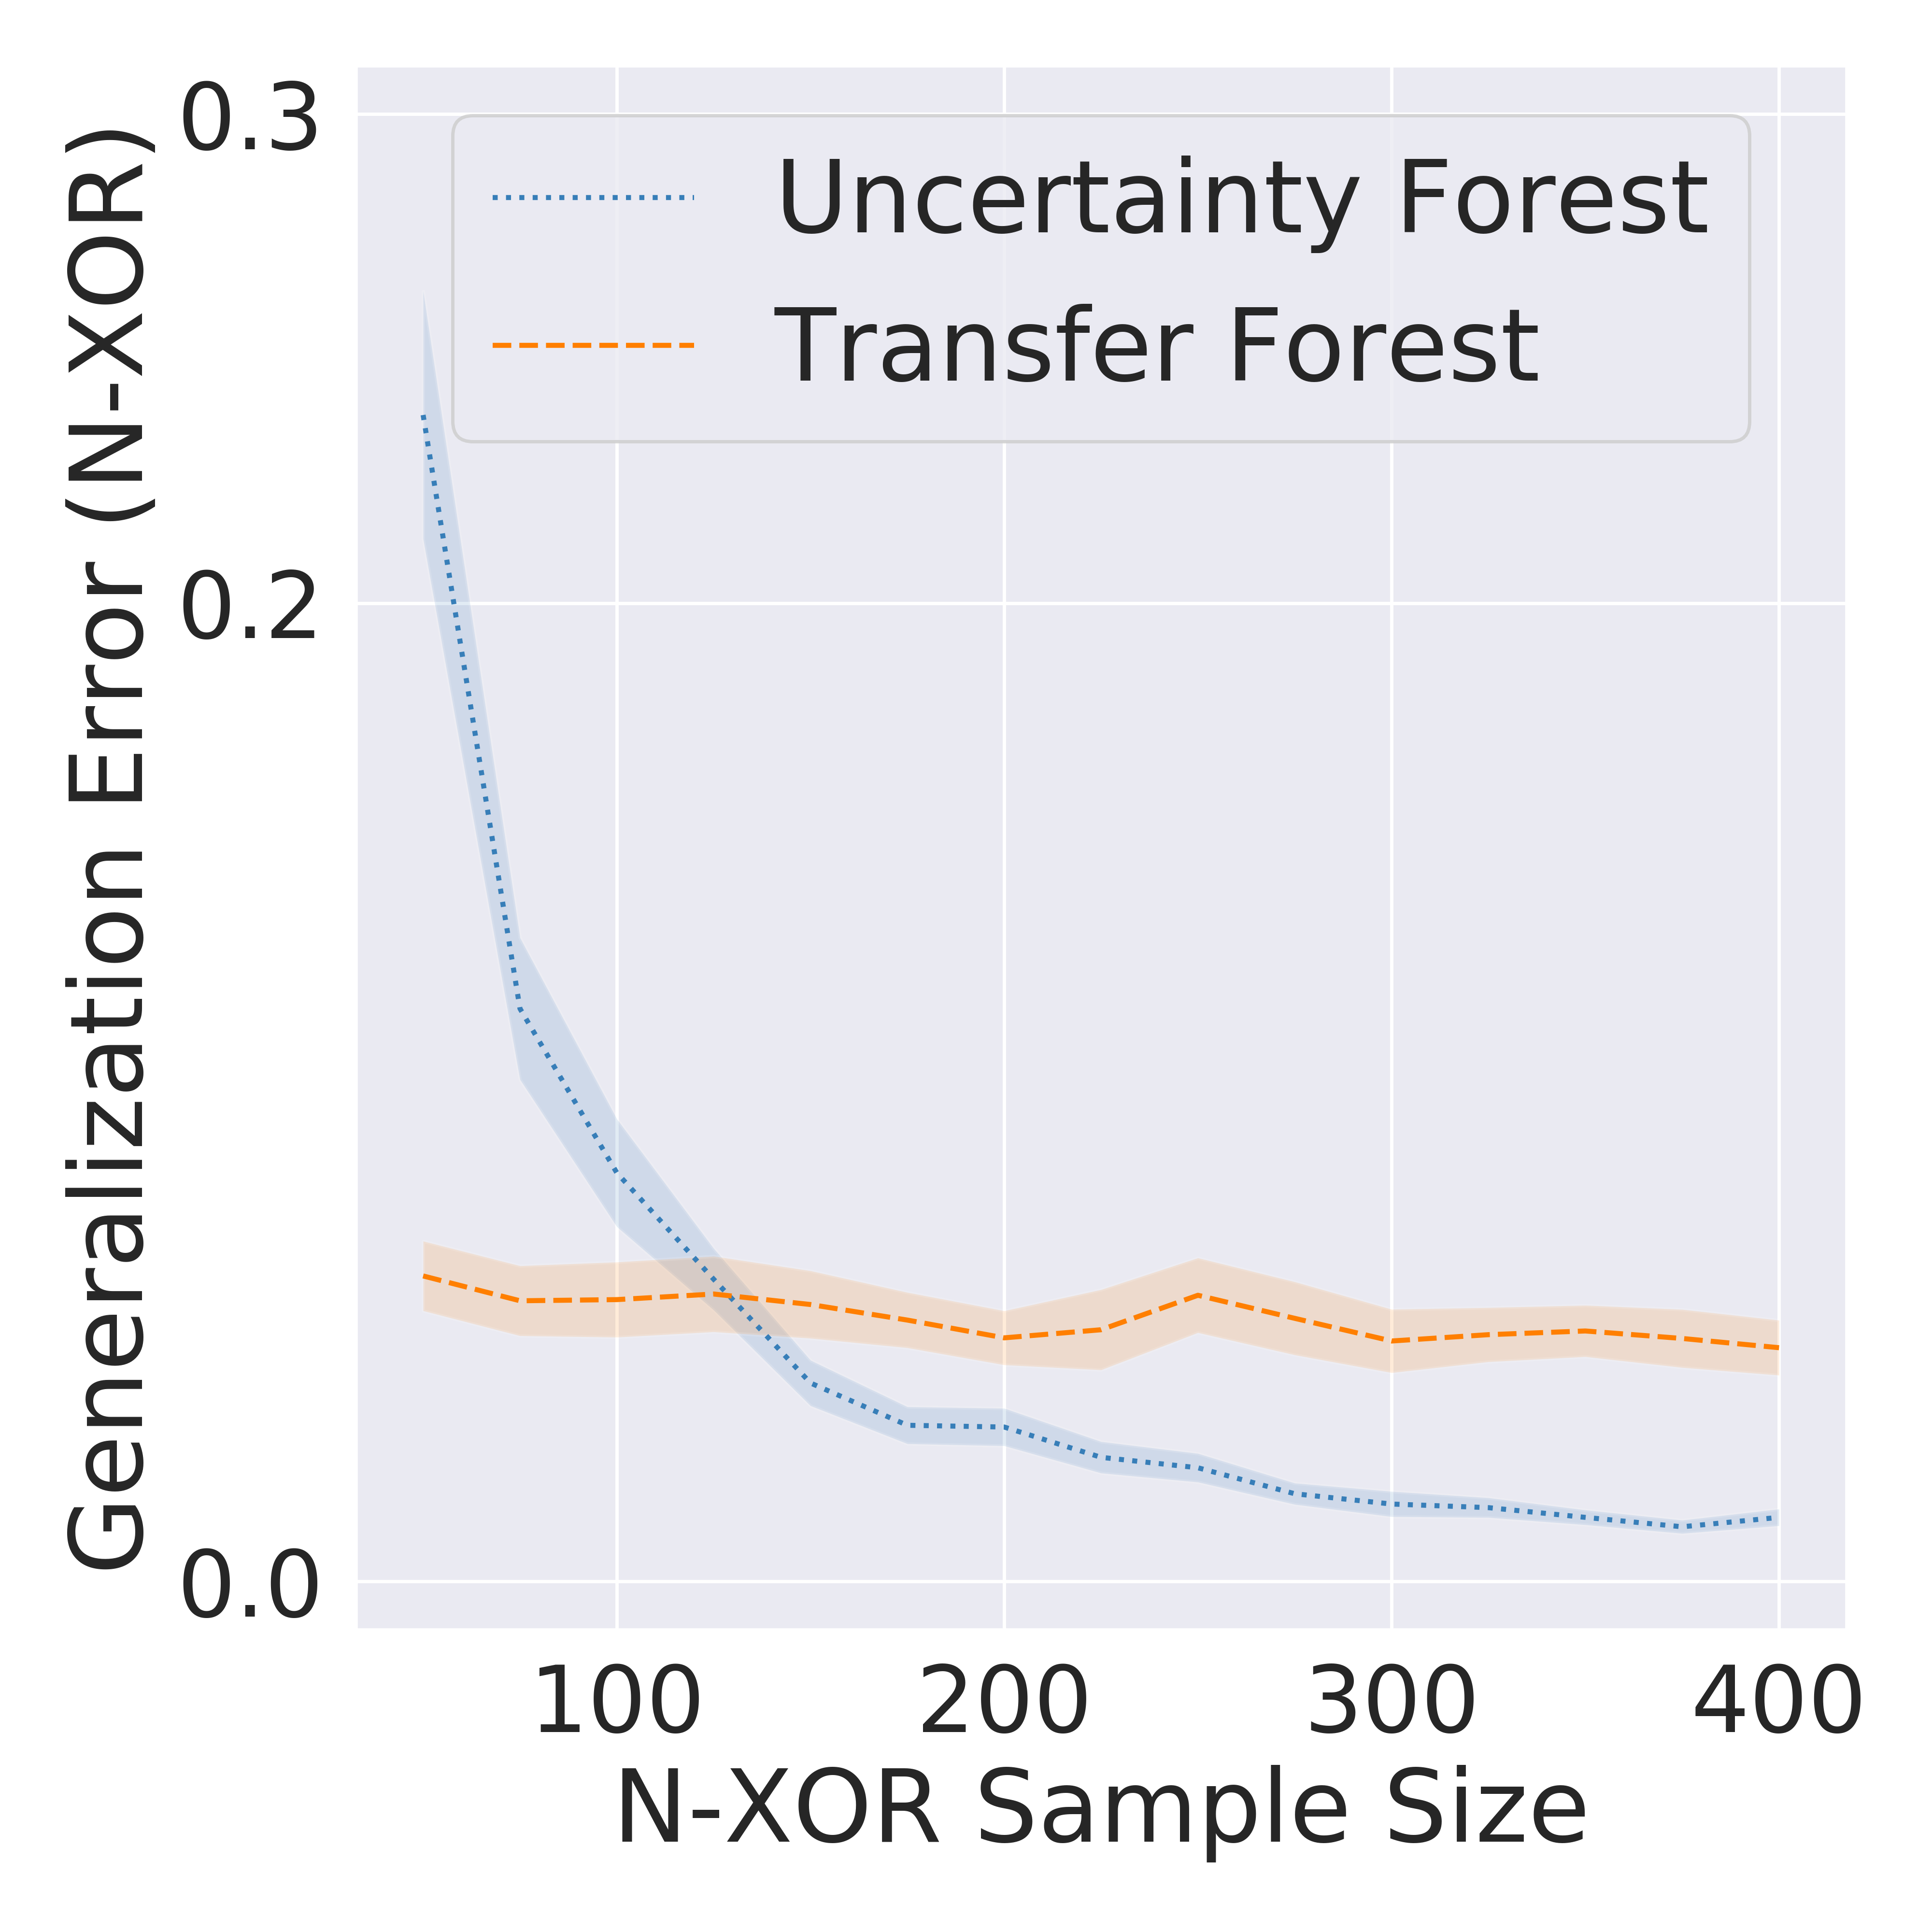 Generalization Error (N-XOR)
0.3
0.2
0.0
Uncertainty Forest
Transfer Forest
100 200 300 400
N-XOR Sample Size